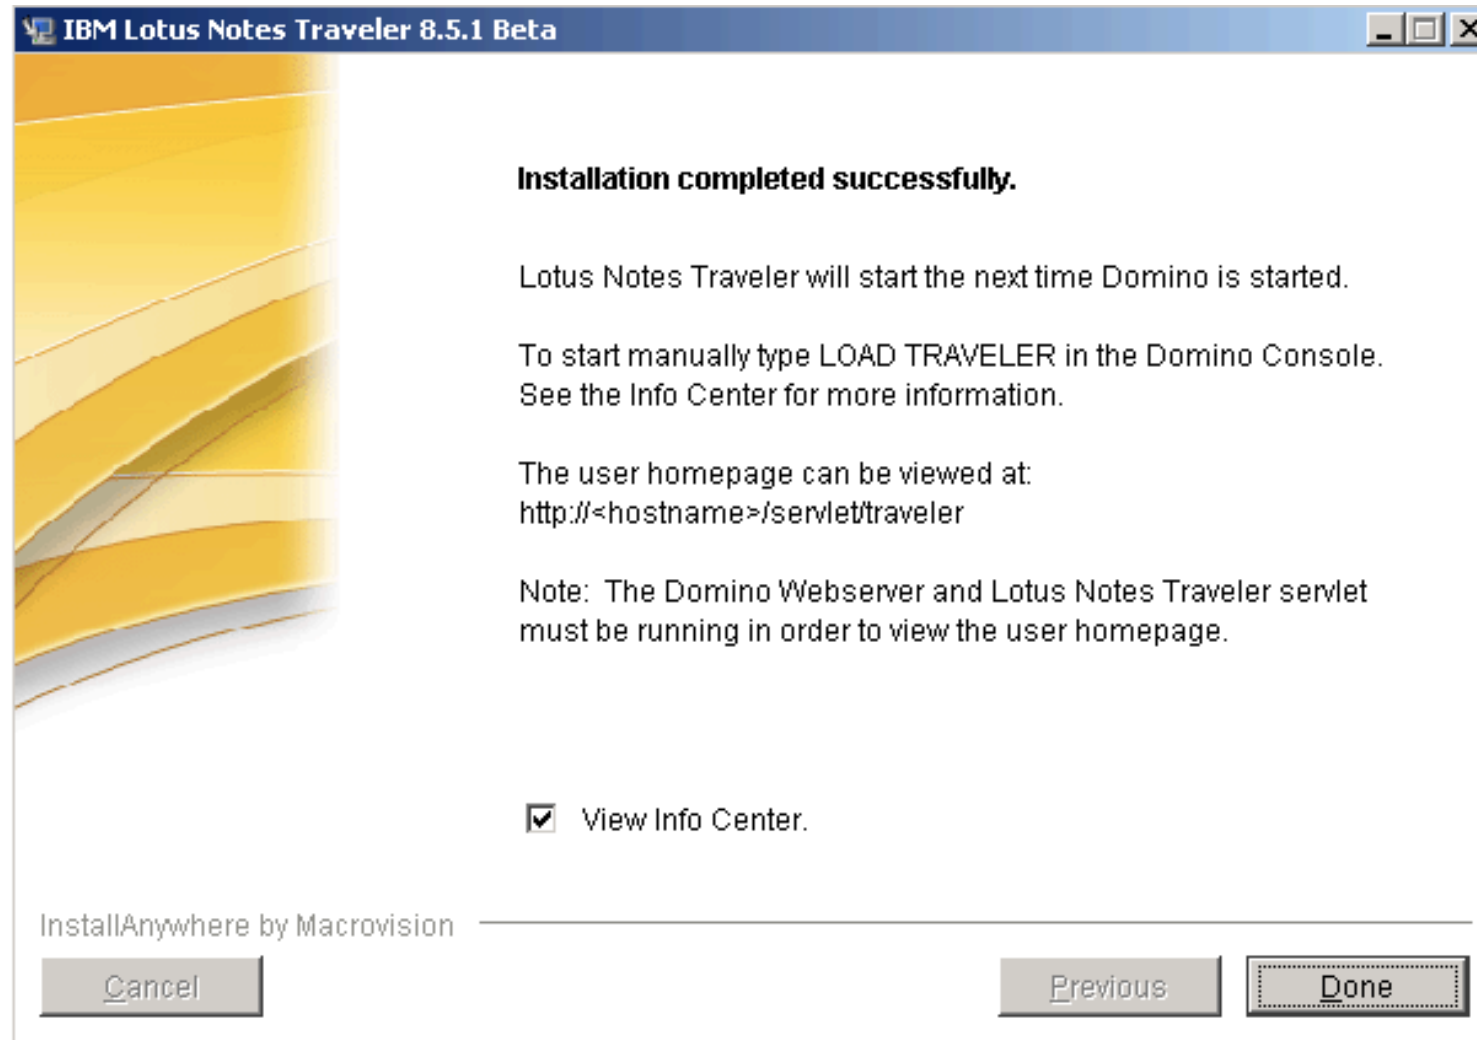 IBM Lotus Notes Traveler 8.5.1 Beta
Installation completed successfully.
Lotus Notes Traveler will start the next time Domino is started.
To start manually type LOAD TRAVELER in the Domino Console.
See the Info Center for more information.
The user homepage can be viewed at:
http://<hostname>/servlet/traveler
Note:  The Domino Webserver and Lotus Notes Traveler servlet
must be running in order to view the user homepage.
View Info Center.
InstallAnywhere by Macrovision
Cancel
Previous
Done